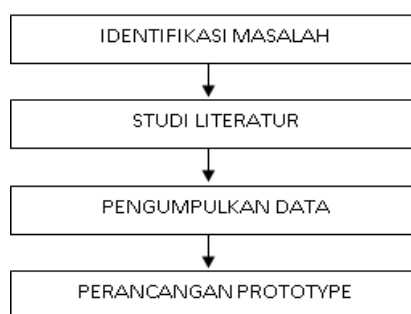 IDENTIFIKASI MASALAH
STUDI LITERATUR
PENGUMPULKAN DATA
PERANCANGAN PROTOTYPE